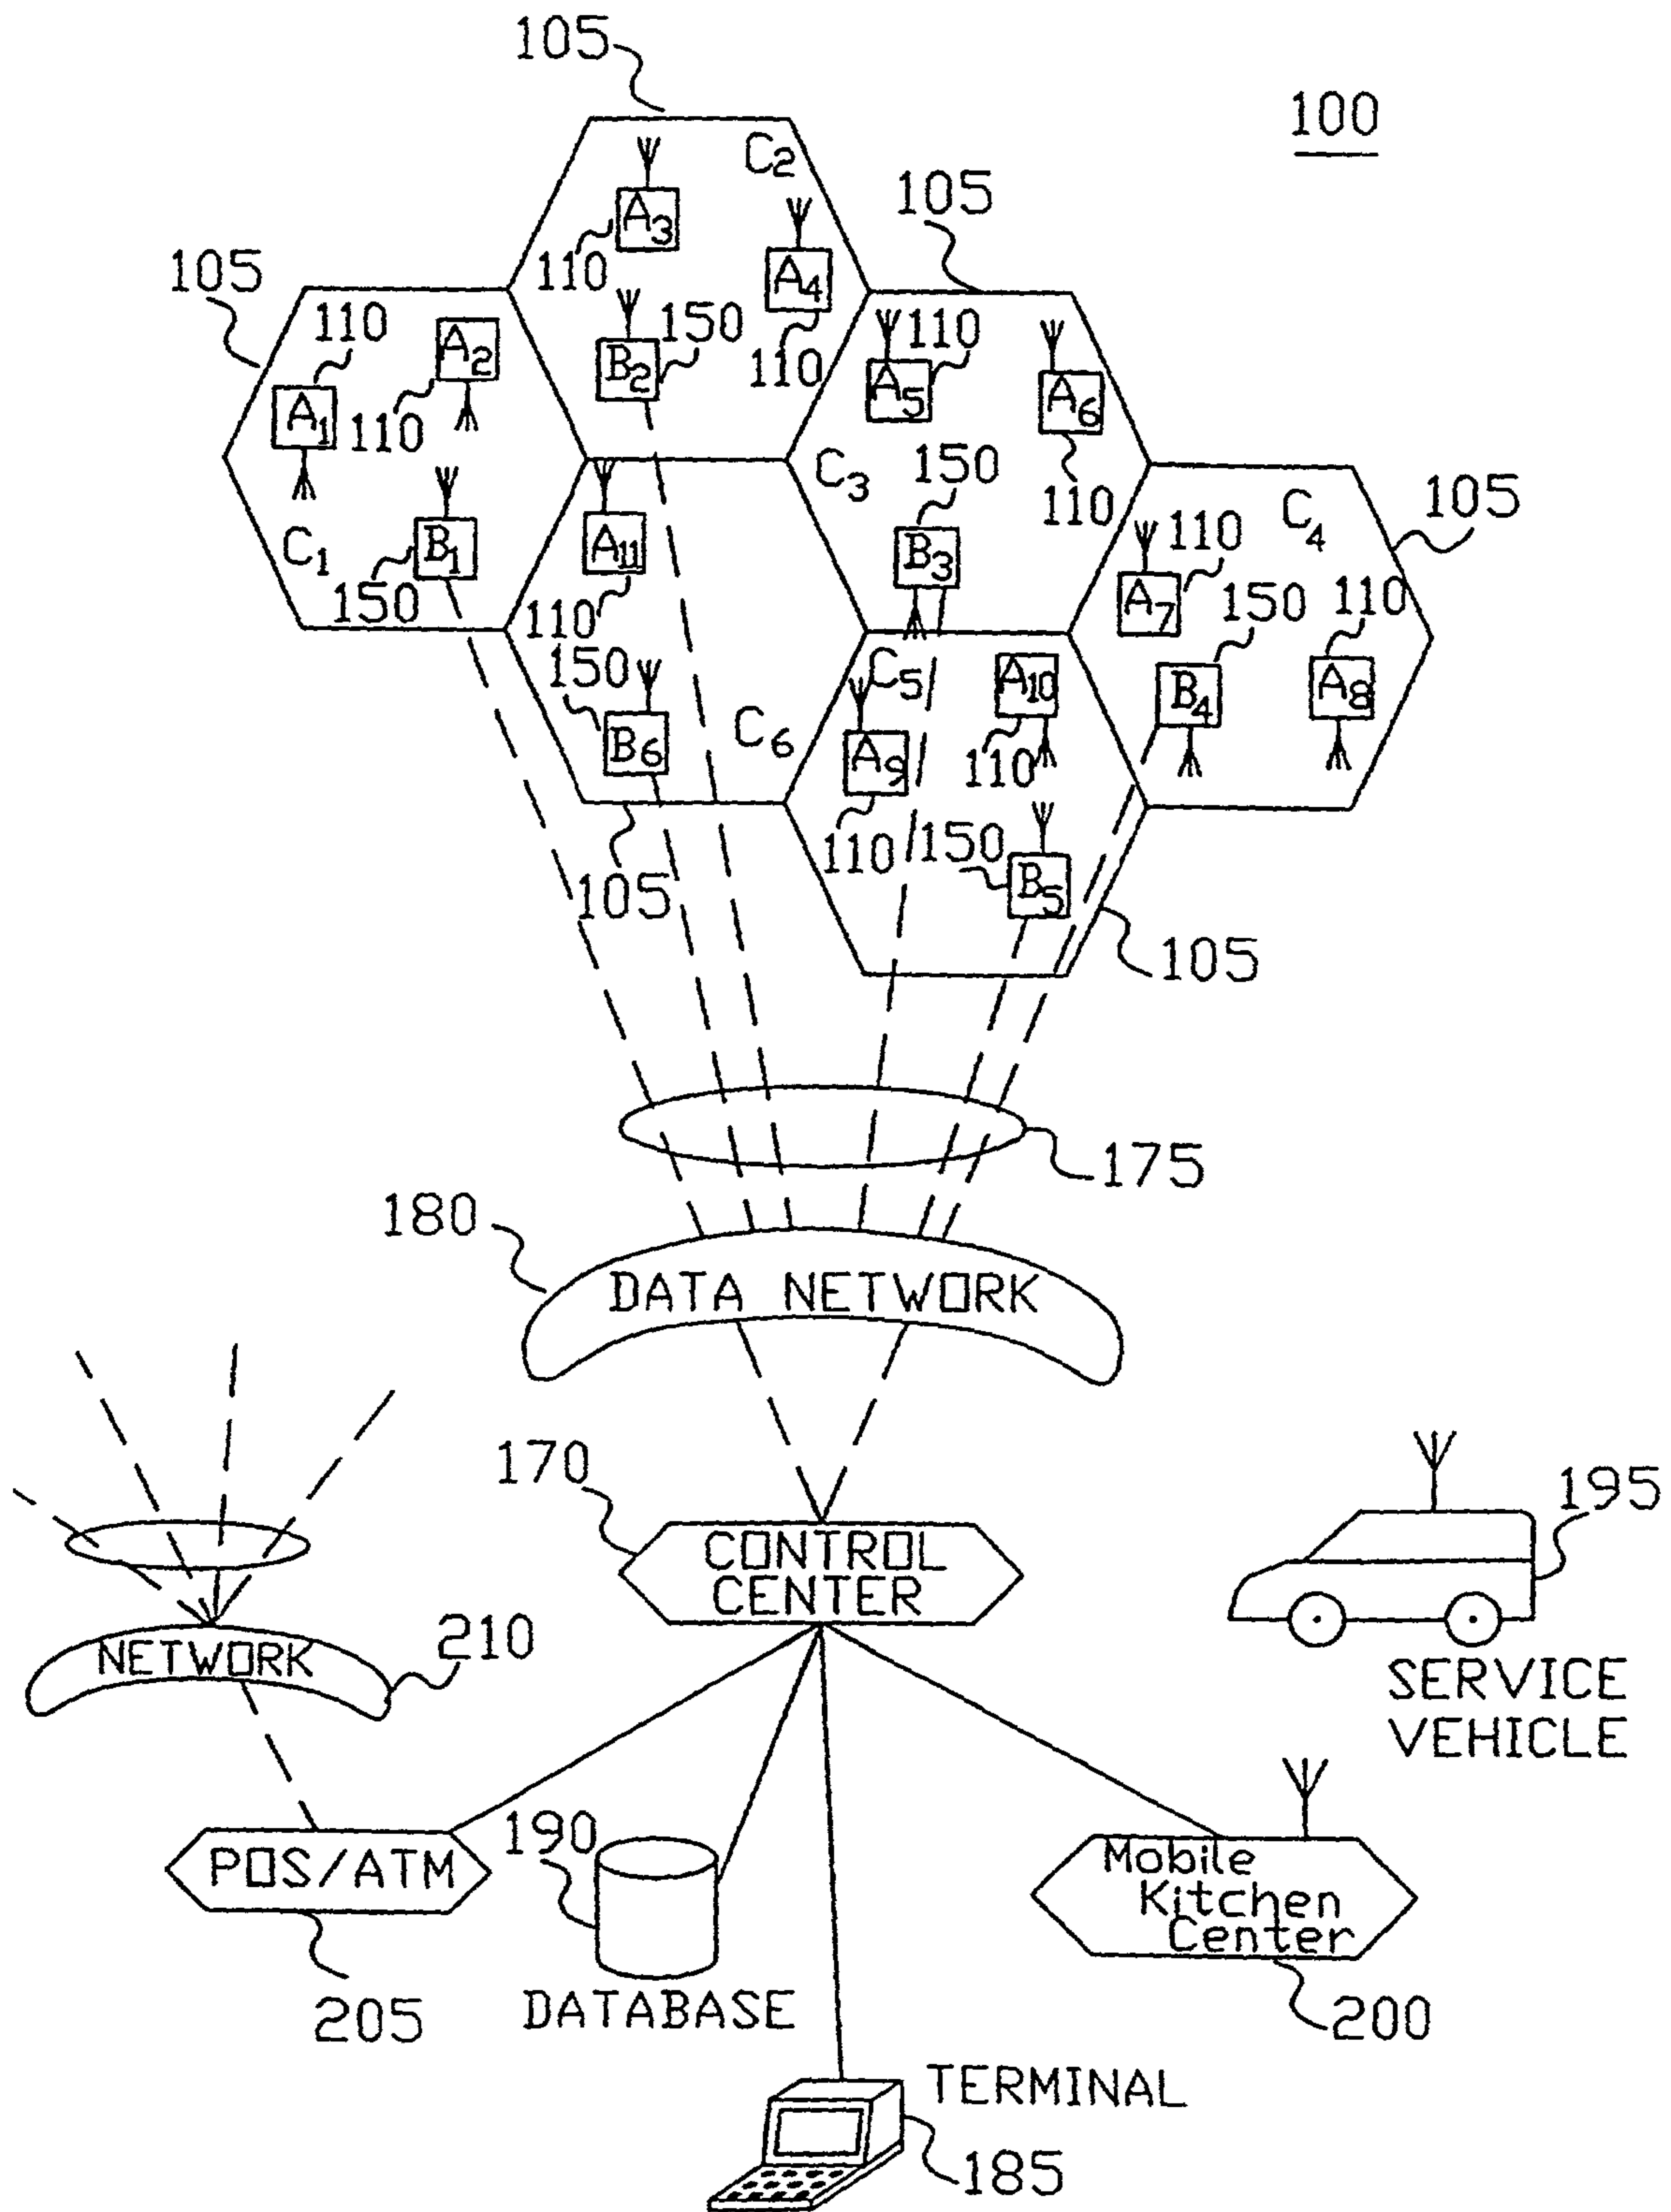 105
100
C2
A3
105
110
A4
105
110
A2
B2
150
110
110
A5
110
A6
A1
110
C3
150
110
C4
105
C1
B1
A11
B3
A7
110
150
110
150
110
150
B6
C6
C5
A10
B4
A8
A9
110
110
150
B5
105
105
175
180
DATA NETWORK
170
195
CONTROL
CENTER
210
NETWORK
SERVICE
VEHICLE
190
POS/ATM
Mobile
Kitchen
Center
205
DATABASE
200
TERMINAL
185